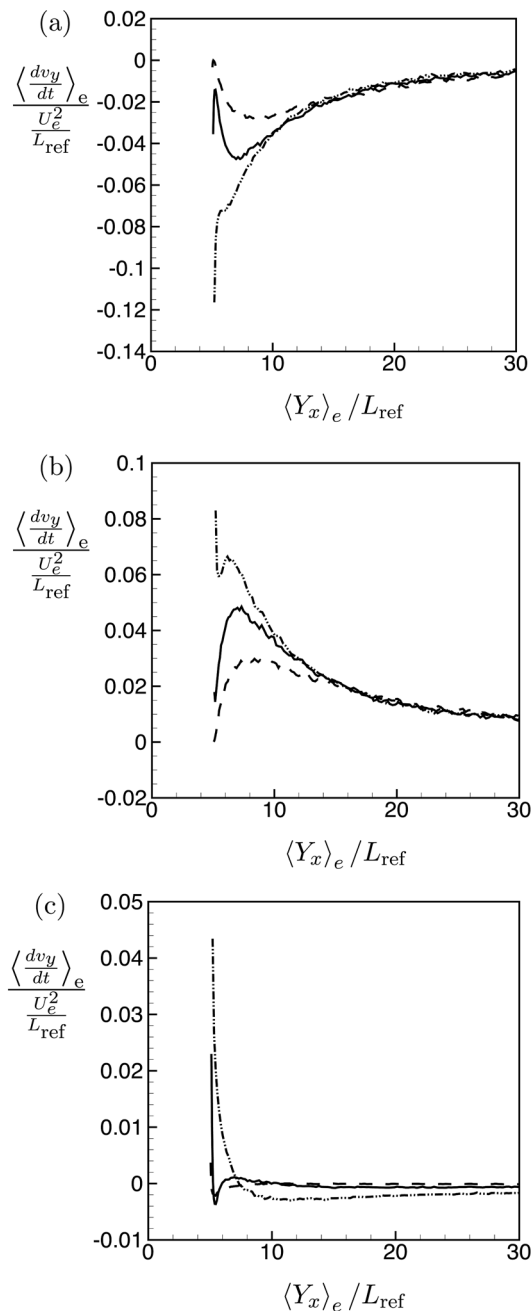 (a)
0.02
0
-0.02
-0.04
-0.06
-0.08
-0.1
-0.12
-0.14
⟨dv_y/dt⟩_e
U_e^2
L_ref
0
10
20
30
⟨Y_x⟩_e /L_ref
(b)
0.1
0.08
0.06
0.04
0.02
0
-0.02
⟨dv_y/dt⟩_e
U_e^2
L_ref
0
10
20
30
⟨Y_x⟩_e /L_ref
(c)
0.05
0.04
0.03
0.02
0.01
0
-0.01
⟨dv_y/dt⟩_e
U_e^2
L_ref
0
10
20
30
⟨Y_x⟩_e /L_ref